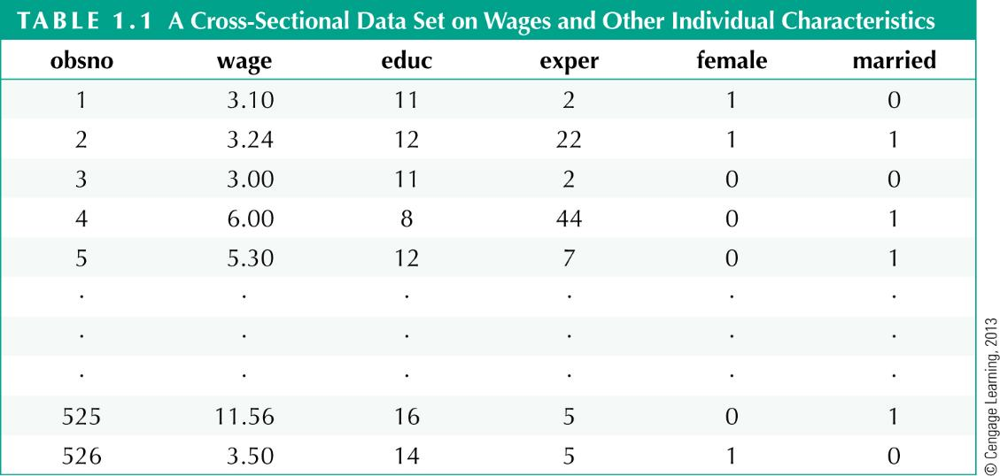 TABLE 1.1 A Cross-Sectional Data Set on Wages and Other Individual Characteristics
obsno wage educ exper female married
1 3.10 11 2 1 0
2 3.24 12 22 1 1
3 3.00 11 2 0 0
4 6.00 8 44 0 1
5 5.30 12 7 0 1
. . . . . .
. . . . . .
. . . . . .
525 11.56 16 5 0 1
526 3.50 14 5 1 0
© Cengage Learning, 2013